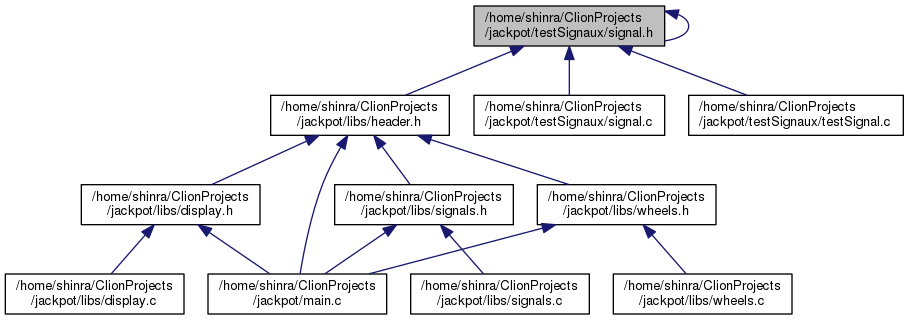 /home/shinra/ClionProjects
/jackpot/testSignaux/signal.h
/home/shinra/ClionProjects
/jackpot/libs/header.h
/home/shinra/ClionProjects
/jackpot/testSignaux/signal.c
/home/shinra/ClionProjects
/jackpot/testSignaux/testSignal.c
/home/shinra/ClionProjects
/jackpot/libs/display.h
/home/shinra/ClionProjects
/jackpot/libs/signals.h
/home/shinra/ClionProjects
/jackpot/libs/wheels.h
/home/shinra/ClionProjects
/jackpot/libs/display.c
/home/shinra/ClionProjects
/jackpot/main.c
/home/shinra/ClionProjects
/jackpot/libs/signals.c
/home/shinra/ClionProjects
/jackpot/libs/wheels.c